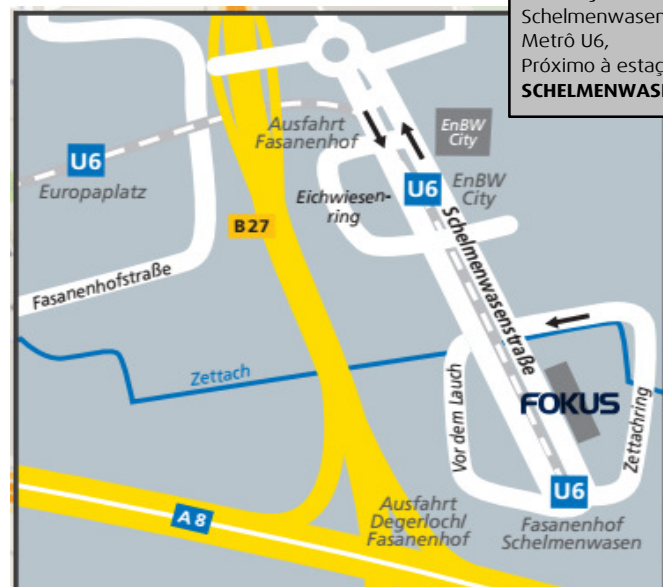 Schelmenwasen
Metrô U6,
Próximo à estaç
SCHELMENWAS
Ausfahrt
Fasanenhof
EnBW
City
U6
Europaplatz
U6
EnBW
City
Eichwiesen-
ring
B27
Schelmenwasenstraße
Fasanenhofstraße
Zettach
Vor dem Lauch
FOKUS
Zettachring
U6
Fasanenhof
Schelmenwasen
A8
Ausfahrt
Degerloch/
Fasanenhof